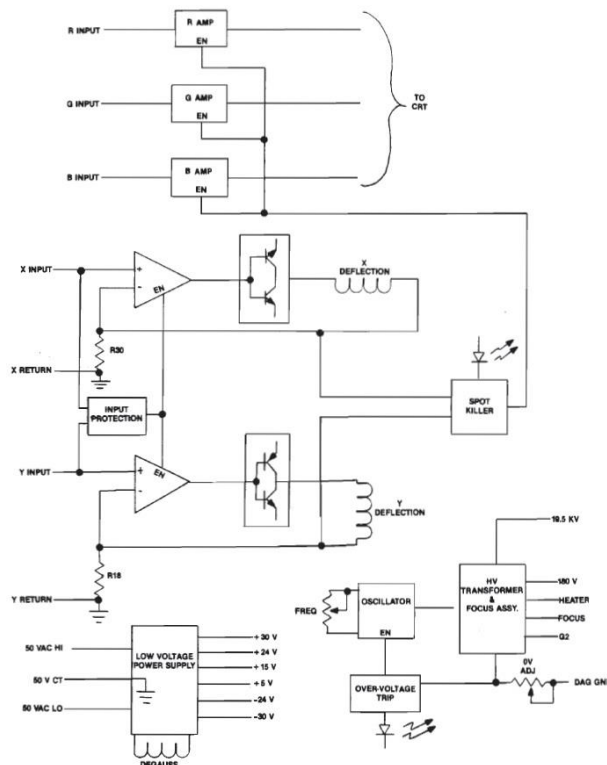 R INPUT
R AMP
EN
G INPUT
G AMP
EN
TO
CRT
B INPUT
B AMP
EN
X INPUT
+
-
EN
X
DEFLECTION
R30
X RETURN
INPUT
PROTECTION
SPOT
KILLER
Y INPUT
+
-
EN
Y
DEFLECTION
R18
Y RETURN
19.5 KV
HV
TRANSFORMER
&
FOCUS ASSY.
180 V
HEATER
FOCUS
G2
FREQ
OSCILLATOR
EN
OVER-VOLTAGE
TRIP
0V
ADJ
DAG GN
50 VAC HI
50 V CT
50 VAC LO
LOW VOLTAGE
POWER SUPPLY
+30 V
+24 V
+15 V
+5 V
-24 V
-30 V
DEGAUSS